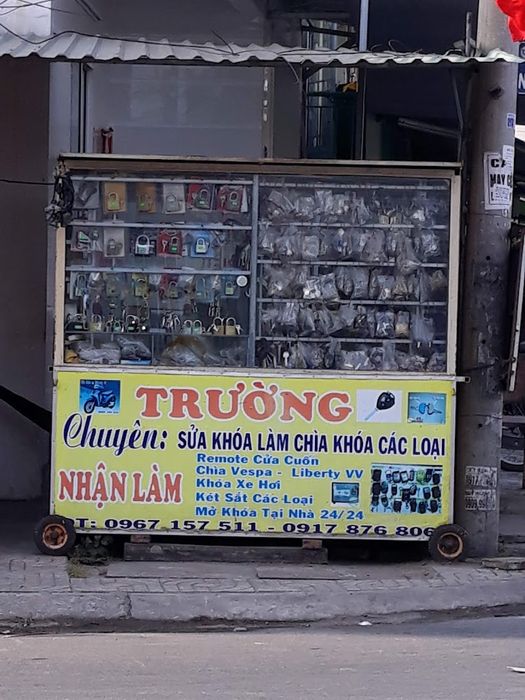 TRƯỜNG
Chuyên: SỬA KHÓA LÀM CHÌA KHÓA CÁC LOẠI
NHẬN LÀM
Remote Cửa Cuốn
Chìa Vespa - Liberty VV
Khóa Xe Hơi
Két Sắt Các Loại
Mở Khóa Tại Nhà 24/24
ĐT: 0967 157 511 - 0917 876 806
MAY